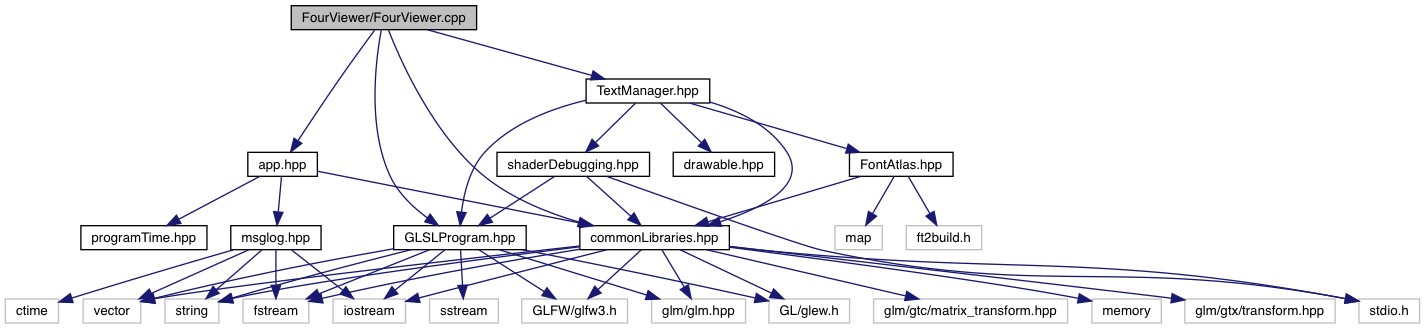 FourViewer/FourViewer.cpp
TextManager.hpp
app.hpp
shaderDebugging.hpp
drawable.hpp
FontAtlas.hpp
programTime.hpp
msglog.hpp
GLSLProgram.hpp
commonLibraries.hpp
map
ft2build.h
ctime
vector
string
fstream
iostream
sstream
GLFW/glfw3.h
glm/glm.hpp
GL/glew.h
glm/gtc/matrix_transform.hpp
memory
glm/gtx/transform.hpp
stdio.h